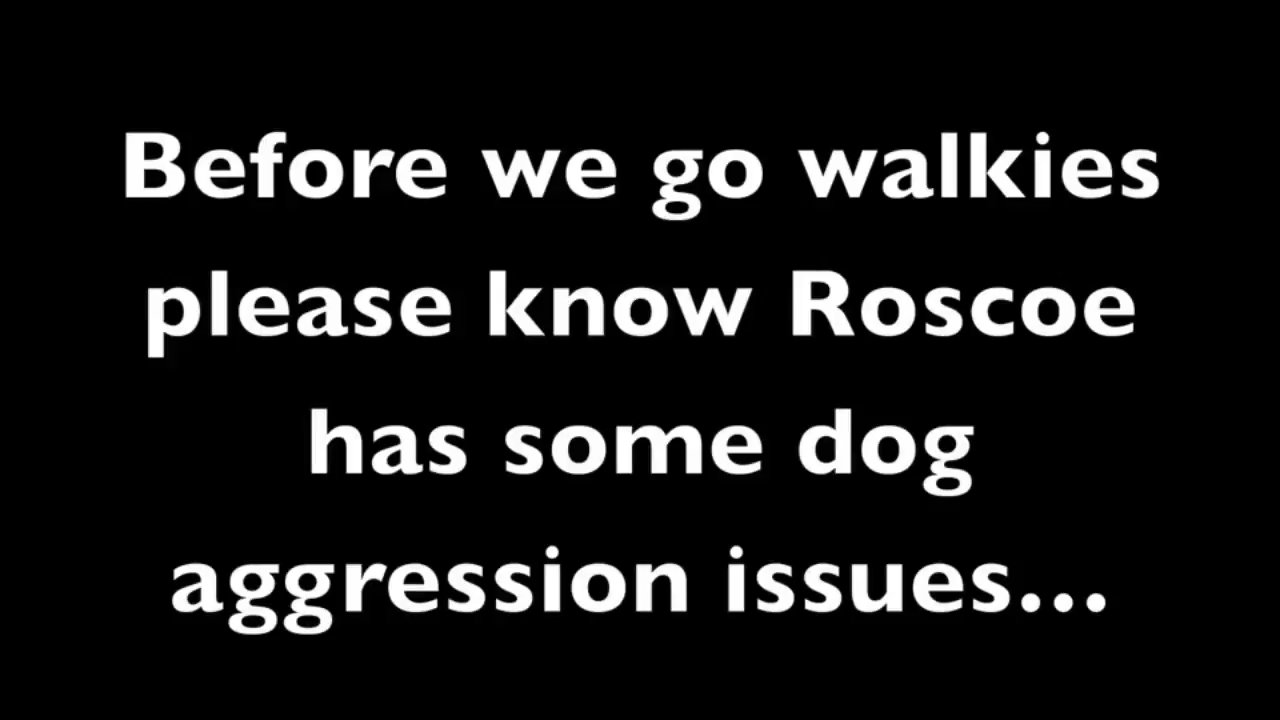 Before we go walkies
please know Roscoe
has some dog
aggression issues...